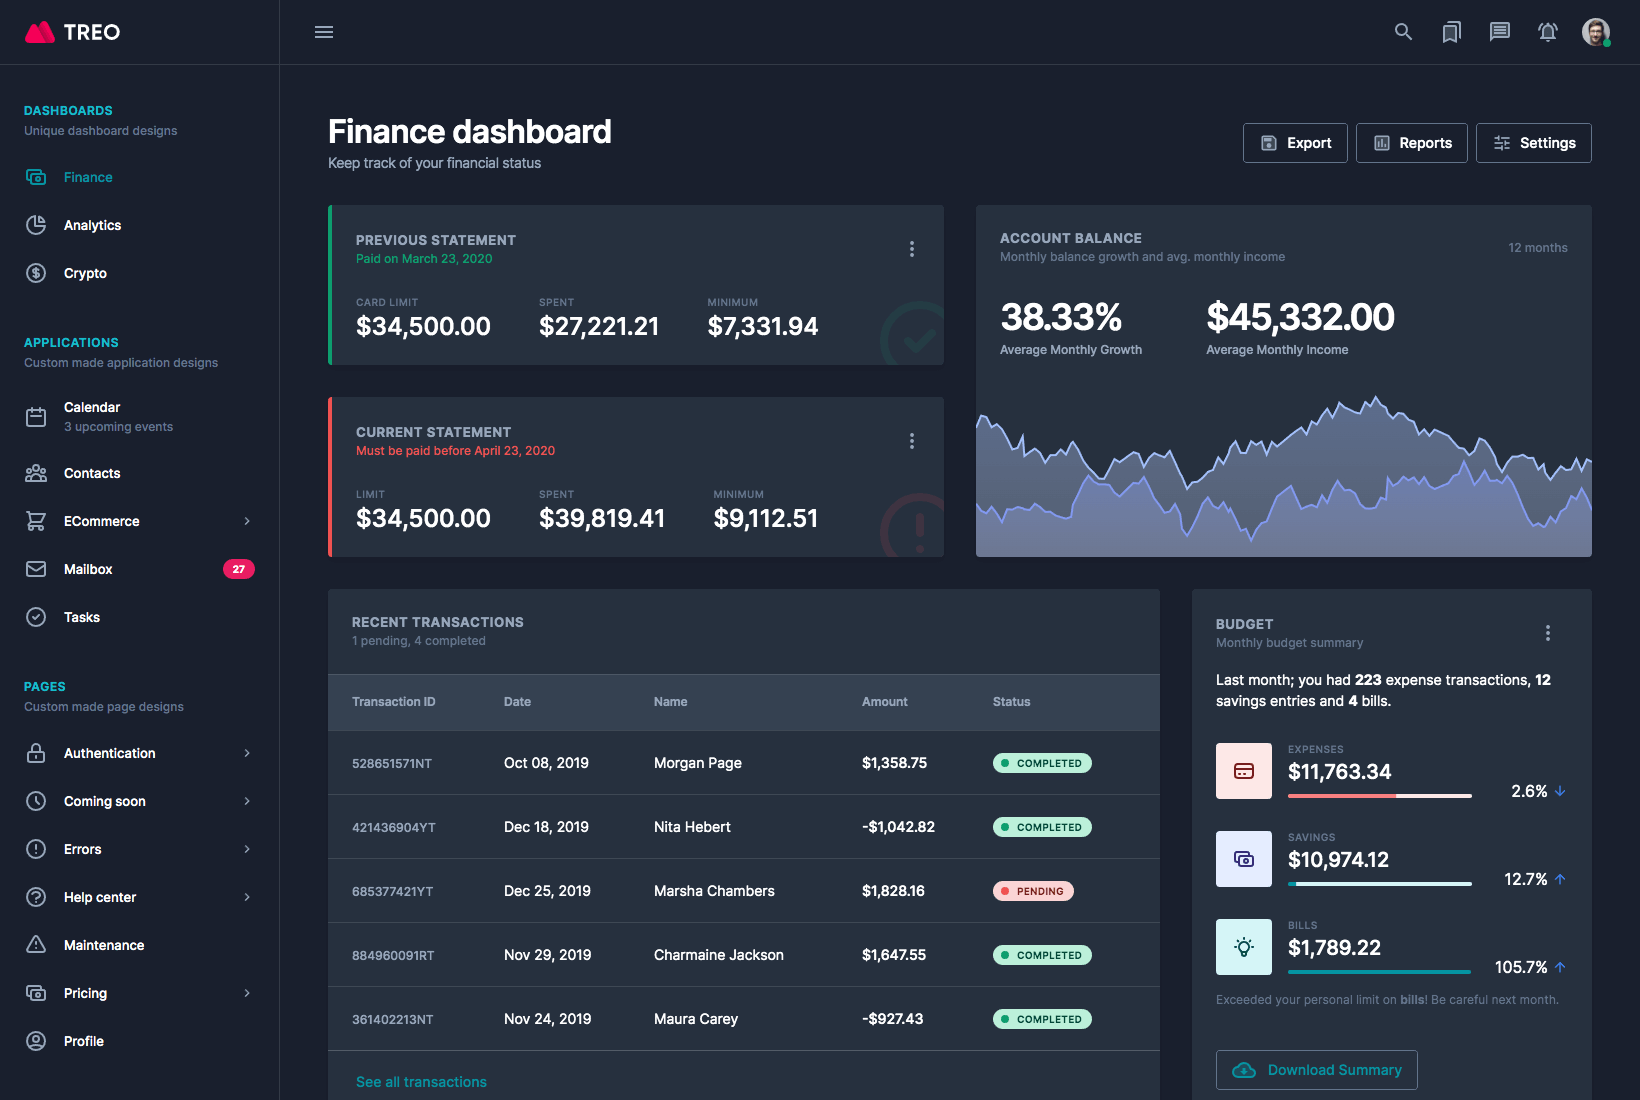 TREO
DASHBOARDS
Unique dashboard designs
Finance
Analytics
Crypto
APPLICATIONS
Custom made application designs
Calendar
3 upcoming events
Contacts
ECommerce
Mailbox
27
Tasks
PAGES
Custom made page designs
Authentication
Coming soon
Errors
Help center
Maintenance
Pricing
Profile
Finance dashboard
Keep track of your financial status
Export
Reports
Settings
PREVIOUS STATEMENT
Paid on March 23, 2020
CARD LIMIT
SPENT
MINIMUM
$34,500.00
$27,221.21
$7,331.94
CURRENT STATEMENT
Must be paid before April 23, 2020
LIMIT
SPENT
MINIMUM
$34,500.00
$39,819.41
$9,112.51
ACCOUNT BALANCE
Monthly balance growth and avg. monthly income
12 months
38.33%
$45,332.00
Average Monthly Growth
Average Monthly Income
RECENT TRANSACTIONS
1 pending, 4 completed
Transaction ID Date Name Amount Status
528651571NT Oct 08, 2019 Morgan Page $1,358.75 COMPLETED
421436904YT Dec 18, 2019 Nita Hebert -$1,042.82 COMPLETED
685377421YT Dec 25, 2019 Marsha Chambers $1,828.16 PENDING
884960091RT Nov 29, 2019 Charmaine Jackson $1,647.55 COMPLETED
361402213NT Nov 24, 2019 Maura Carey -$927.43 COMPLETED
See all transactions
BUDGET
Monthly budget summary
Last month; you had 223 expense transactions, 12
savings entries and 4 bills.
EXPENSES
$11,763.34
2.6%
SAVINGS
$10,974.12
12.7%
BILLS
$1,789.22
105.7%
Exceeded your personal limit on bills! Be careful next month.
Download Summary